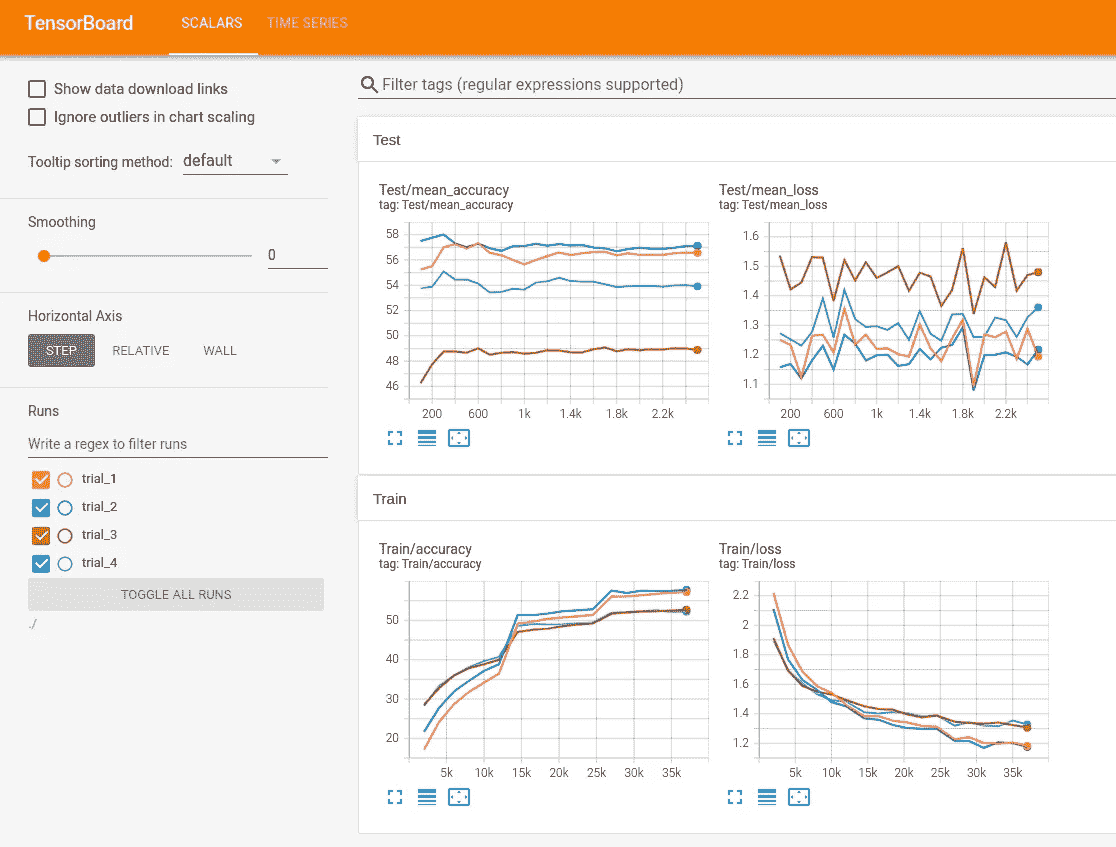 TensorBoard SCALARS TIME SERIES
Show data download links
Ignore outliers in chart scaling
Tooltip sorting method: default
Smoothing
0
Horizontal Axis
STEP RELATIVE WALL
Runs
Write a regex to filter runs
trial_1
trial_2
trial_3
trial_4
TOGGLE ALL RUNS
./
Filter tags (regular expressions supported)
Test
Test/mean_accuracy
tag: Test/mean_accuracy
58
56
54
52
50
48
46
200 600 1k 1.4k 1.8k 2.2k
Test/mean_loss
tag: Test/mean_loss
1.6
1.5
1.4
1.3
1.2
1.1
200 600 1k 1.4k 1.8k 2.2k
Train
Train/accuracy
tag: Train/accuracy
50
40
30
20
5k 10k 15k 20k 25k 30k 35k
Train/loss
tag: Train/loss
2.2
2
1.8
1.6
1.4
1.2
5k 10k 15k 20k 25k 30k 35k